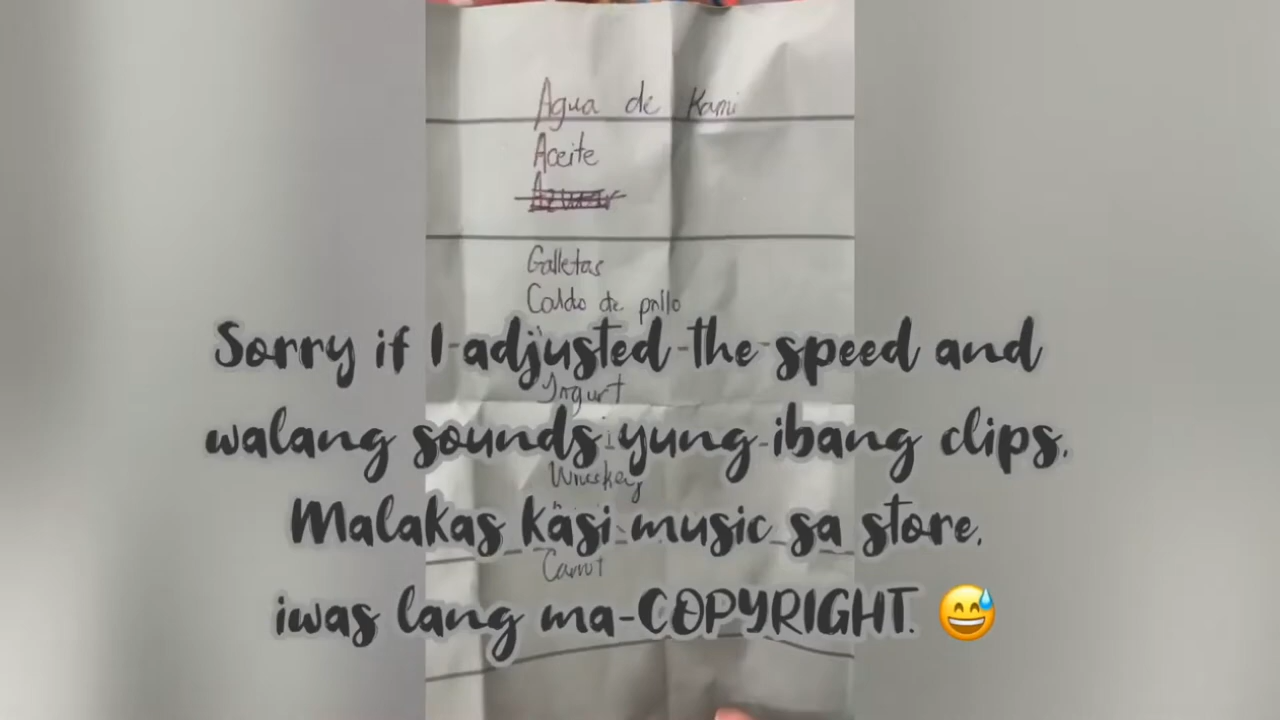 Agua de Kami
Aceite
Galletas
Caldo de pollo
Sorry if I adjusted the speed and
Yogurt
walang sounds yung ibang clips.
Whiskey
Malakas kasi music sa store,
Carrot
iwas lang ma-COPYRIGHT. 😅